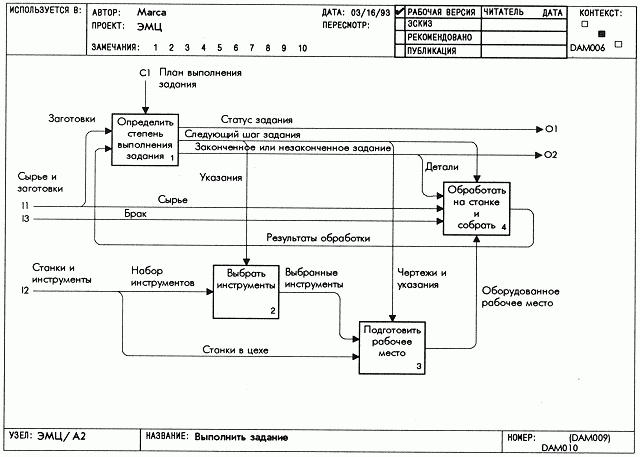 ИСПОЛЬЗУЕТСЯ В:
АВТОР: Marca
ДАТА: 03/16/93
ПРОЕКТ: ЭМЦ
ПЕРЕСМОТР:
ЗАМЕЧАНИЯ: 1 2 3 4 5 6 7 8 9 10
РАБОЧАЯ ВЕРСИЯ
ЧИТАТЕЛЬ ДАТА
ЭСКИЗ
РЕКОМЕНДОВАНО
ПУБЛИКАЦИЯ
КОНТЕКСТ:
DAM006
C1 План выполнения
задания
Заготовки
Определить
степень
выполнения
задания 1
Статус задания
O1
Следующий шаг задания
Законченное или незаконченное задание
O2
Указания
Детали
Сырье и
заготовки
I1
Сырье
I3
Брак
Обработать
на станке
и
собрать 4
Результаты обработки
Станки и
инструменты
I2
Набор
инструментов
Выбрать
инструменты
2
Выбранные
инструменты
Чертежи и
указания
Оборудованное
рабочее место
Подготовить
рабочее
место
3
Станки в цехе
УЗЕЛ: ЭМЦ/A2
НАЗВАНИЕ: Выполнить задание
НОМЕР: (DAM009)
DAM010